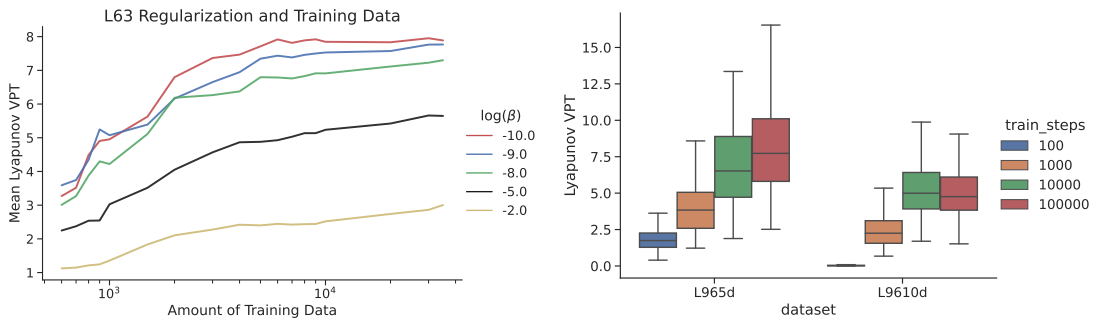 L63 Regularization and Training Data
Mean Lyapunov VPT
8
7
6
5
4
3
2
1
10³
10⁴
Amount of Training Data
log(β)
-10.0
-9.0
-8.0
-5.0
-2.0
Lyapunov VPT
15.0
12.5
10.0
7.5
5.0
2.5
0.0
L965d
L9610d
dataset
train_steps
100
1000
10000
100000